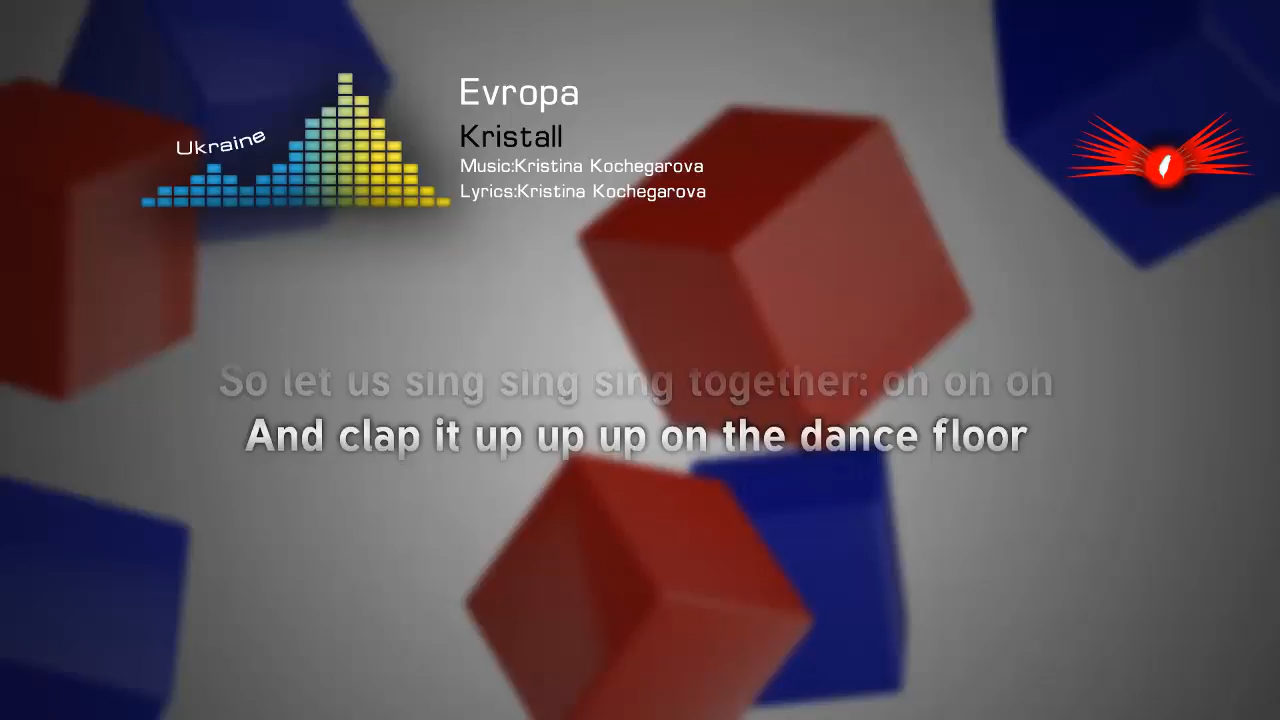 Ukraine
Evropa
Kristall
Music:Kristina Kochegarova
Lyrics:Kristina Kochegarova
So let us sing sing sing together: oh oh oh
And clap it up up up on the dance floor